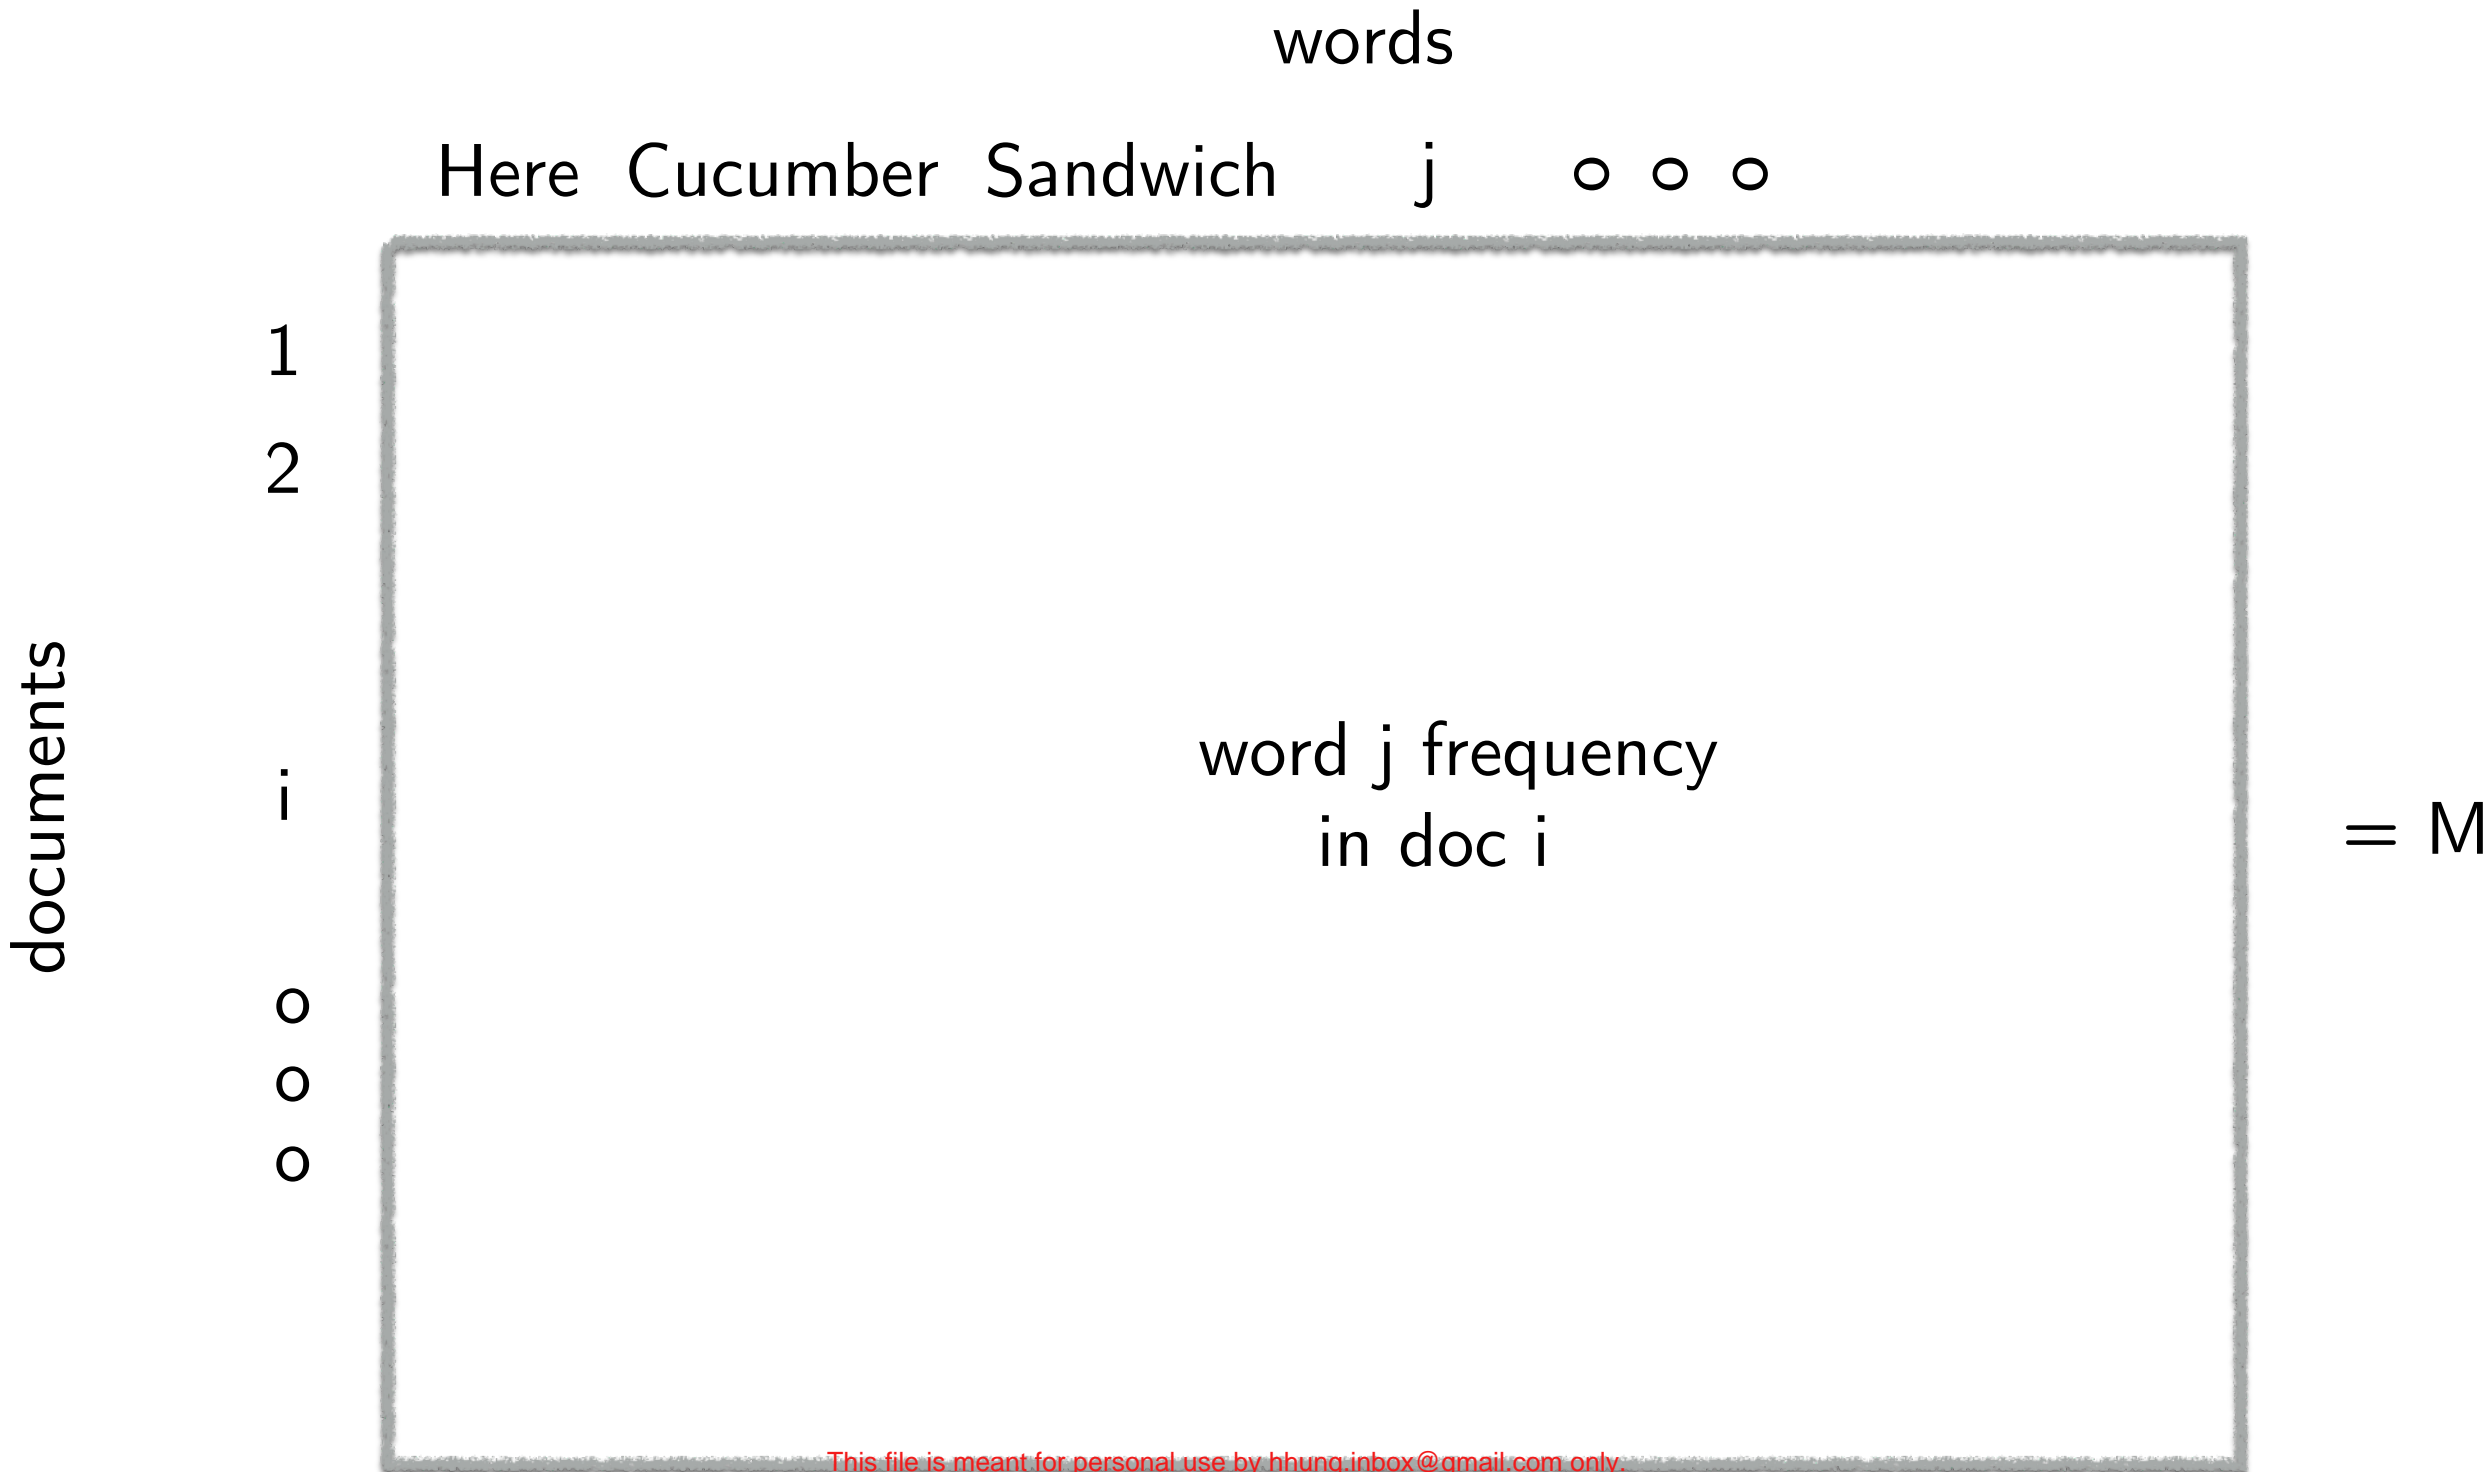 words
Here Cucumber Sandwich j o o o
1
2
documents
i
word j frequency
in doc i
= M
o
o
o
This file is meant for personal use by hhung.inbox@gmail.com only.